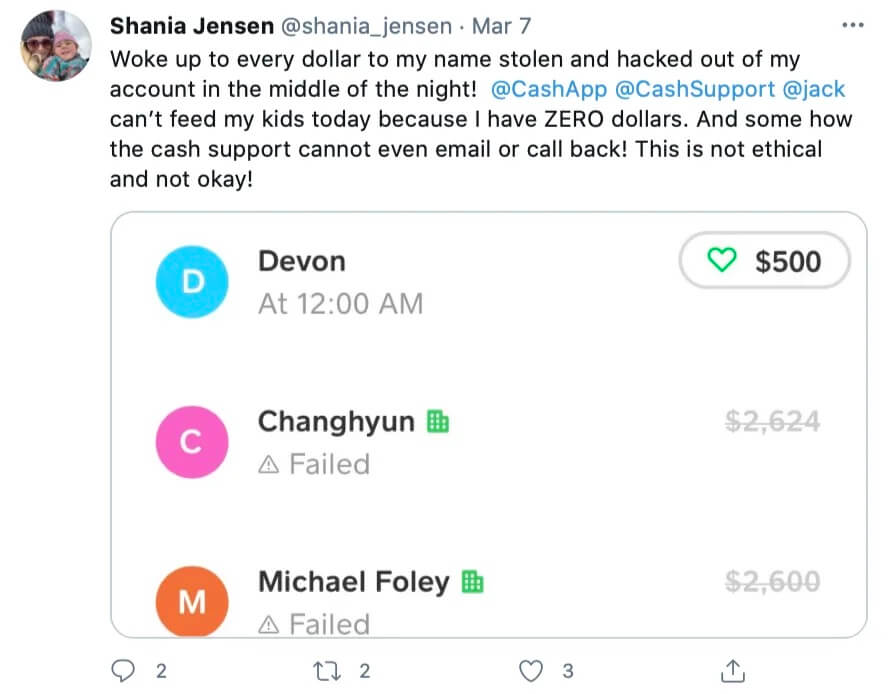 Shania Jensen @shania_jensen · Mar 7
Woke up to every dollar to my name stolen and hacked out of my
account in the middle of the night! @CashApp @CashSupport @jack
can’t feed my kids today because I have ZERO dollars. And some how
the cash support cannot even email or call back! This is not ethical
and not okay!
D
Devon
$500
At 12:00 AM
C
Changhyun
$2,624
Failed
M
Michael Foley
$2,600
Failed
2
2
3